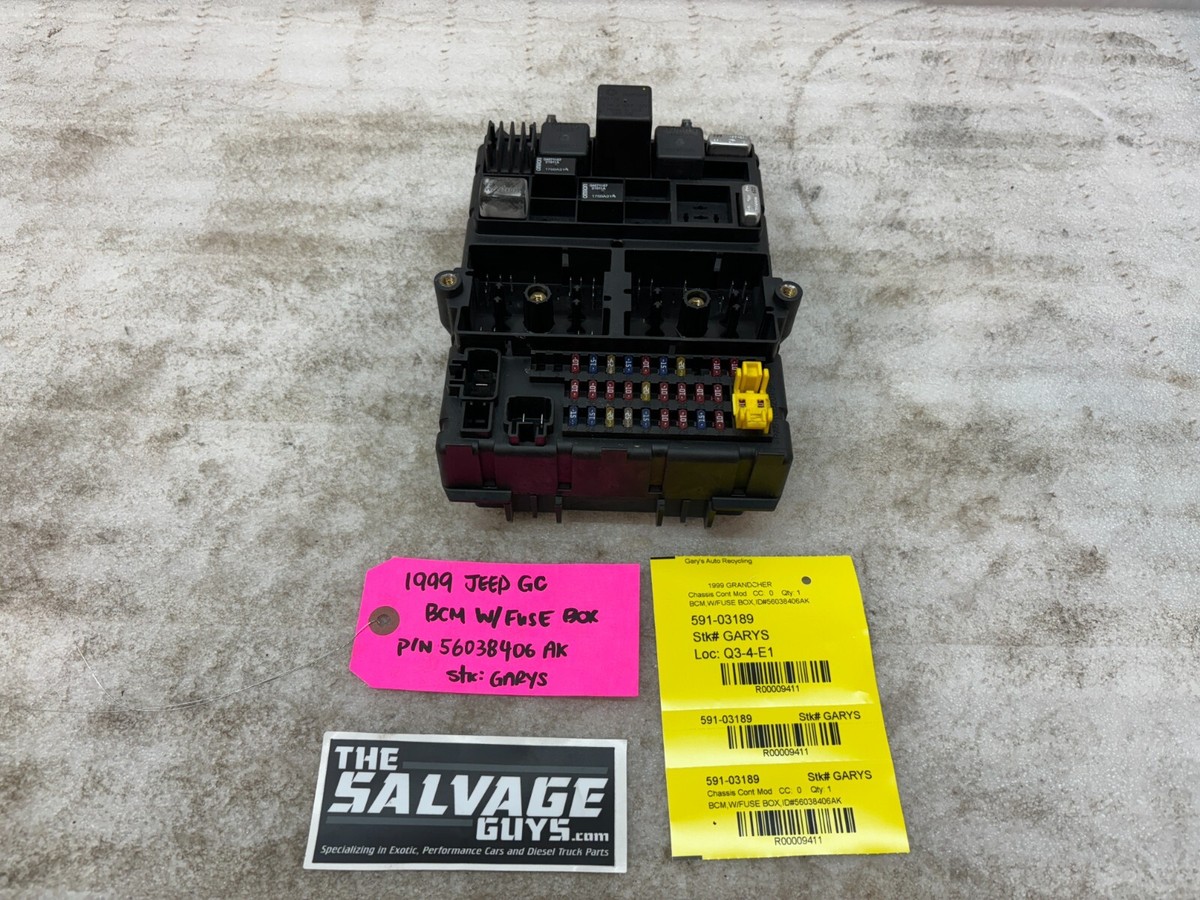 1999 JEEP GC
BCM W/FUSE BOX
P/N 56038406 AK
Stk: GARYS
Gary's Auto Recycling
1999 GRANDCHER
Chassis Cont Mod CC: 0 Qty: 1
BCM,W/FUSE BOX,ID#56038406AK
591-03189
Stk# GARYS
Loc: Q3-4-E1
R00009411
591-03189 Stk# GARYS
R00009411
591-03189 Stk# GARYS
Chassis Cont Mod CC: 0 Qty: 1
BCM,W/FUSE BOX,ID#56038406AK
R00009411
THE
SALVAGE
GUYS.com
Specializing in Exotic, Performance Cars and Diesel Truck Parts